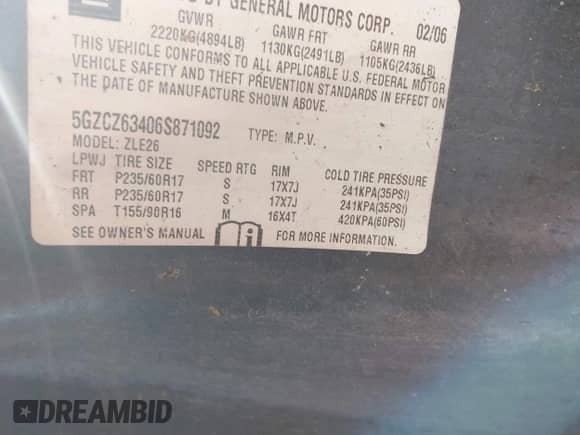 BY GENERAL MOTORS CORP. 02/06
GVWR GAWR FRT GAWR RR
2220KG(4894LB) 1130KG(2491LB) 1105KG(2436LB)
THIS VEHICLE CONFORMS TO ALL APPLICABLE U.S. FEDERAL MOTOR
VEHICLE SAFETY AND THEFT PREVENTION STANDARDS IN EFFECT ON
THE DATE OF MANUFACTURE SHOWN ABOVE.
5GZCZ63406S871092 TYPE: M.P.V.
MODEL: ZLE26
LPWJ TIRE SIZE SPEED RTG RIM COLD TIRE PRESSURE
FRT P235/60R17 S 17X7J 241KPA(35PSI)
RR P235/60R17 S 17X7J 241KPA(35PSI)
SPA T155/90R16 M 16X4T 420KPA(60PSI)
SEE OWNER'S MANUAL FOR MORE INFORMATION.
DREAMBID